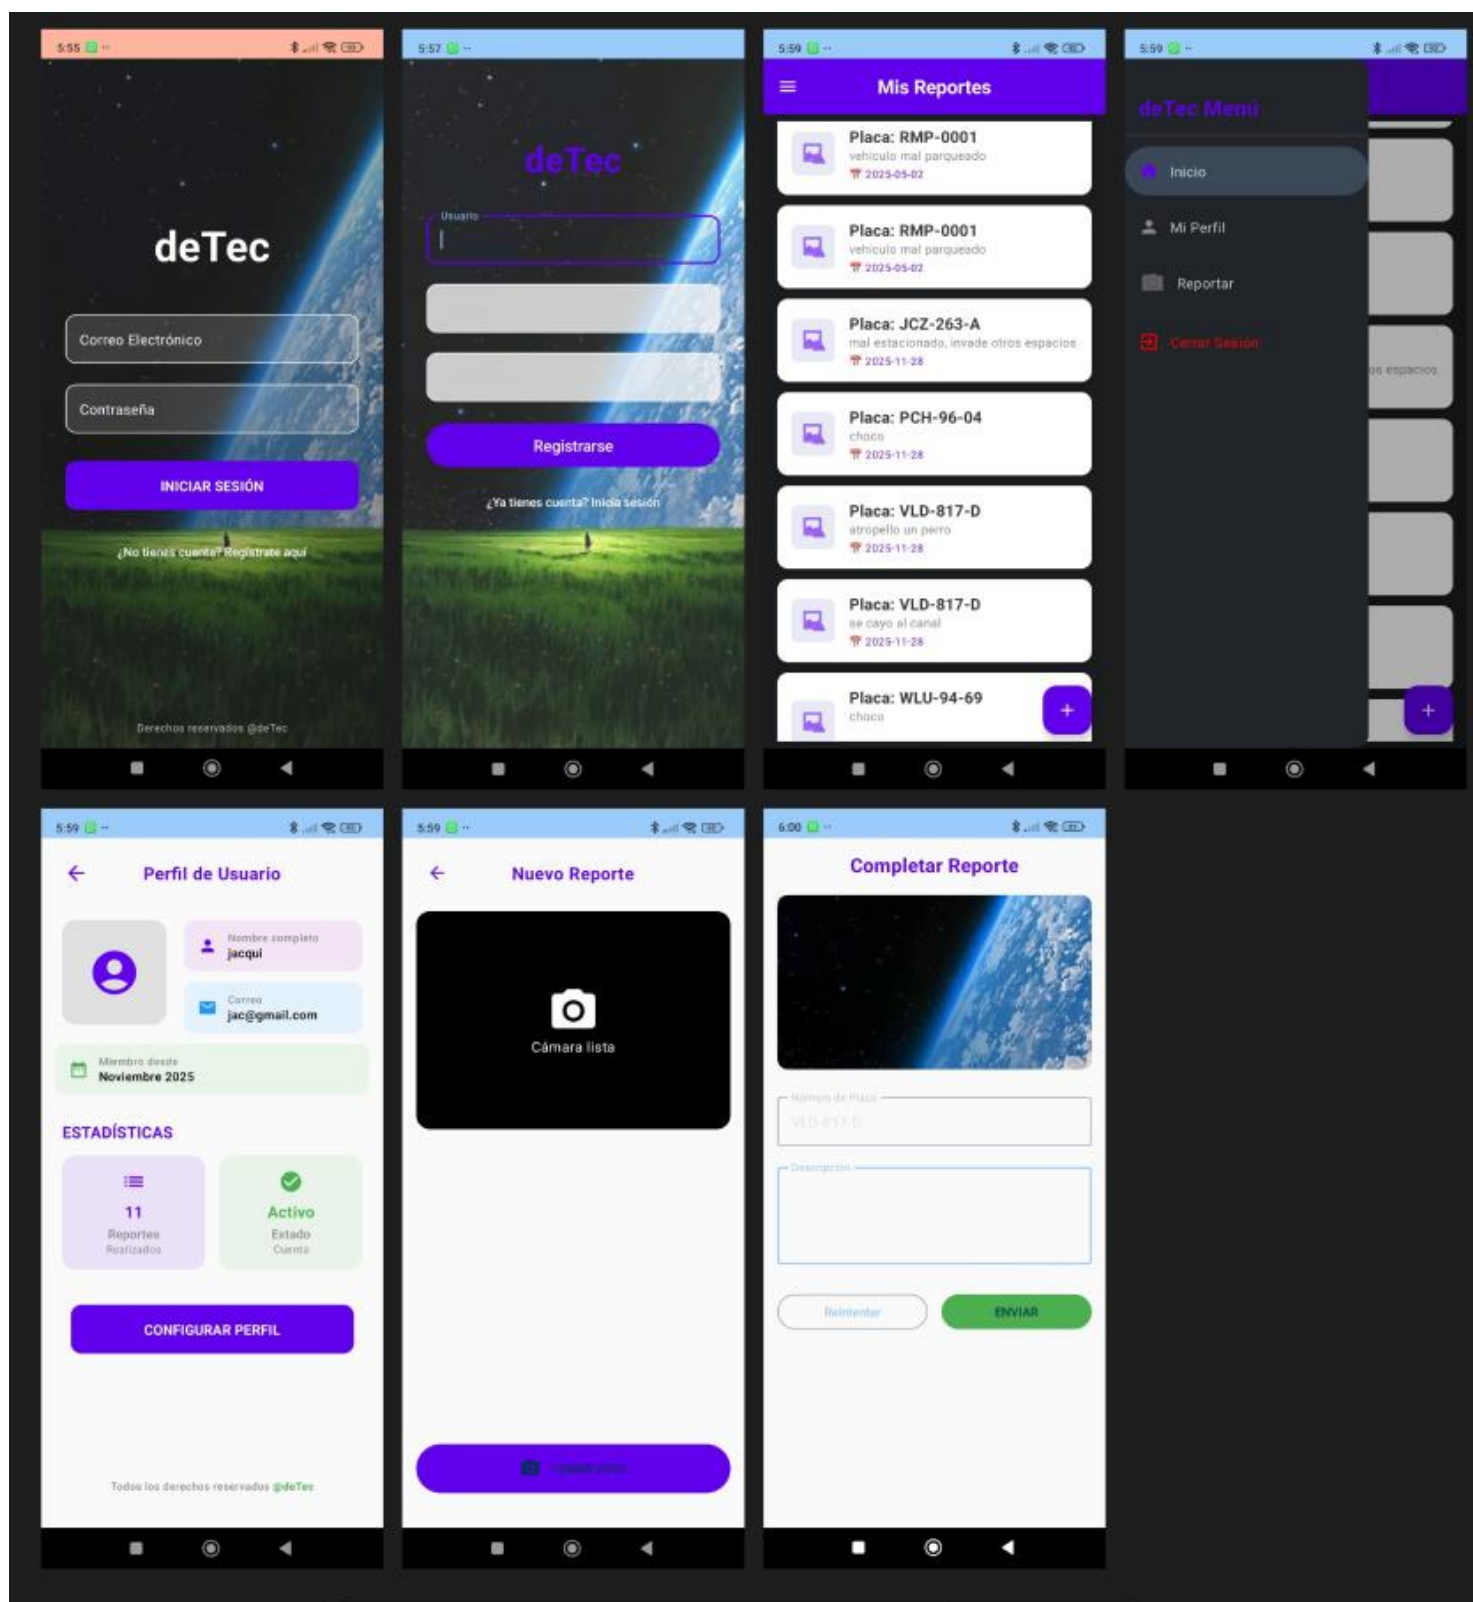 5:55
deTec
Correo Electrónico
Contraseña
INICIAR SESIÓN
¿No tienes cuenta? Regístrate aquí
Derechos reservados @deTec
5:57
deTec
Usuario
Registrarse
¿Ya tienes cuenta? Inicia sesión
5:59
Mis Reportes
Placa: RMP-0001
vehiculo mal parqueado
2025-05-02
Placa: RMP-0001
vehiculo mal parqueado
2025-05-02
Placa: JCZ-263-A
mal estacionado, invade otros espacios
2025-11-28
Placa: PCH-96-04
choco
2025-11-28
Placa: VLD-817-D
atropello un perro
2025-11-28
Placa: VLD-817-D
se cayo al canal
2025-11-28
Placa: WLU-94-69
choco
+
5:59
deTec Menú
Inicio
Mi Perfil
Reportar
Cerrar Sesión
os espacios
+
5:59
Perfil de Usuario
Nombre completo
jacqui
Correo
jac@gmail.com
Miembro desde
Noviembre 2025
ESTADÍSTICAS
11
Reportes
Realizados
Activo
Estado
Cuenta
CONFIGURAR PERFIL
Todos los derechos reservados @deTec
5:59
Nuevo Reporte
Cámara lista
6:00
Completar Reporte
Número de Placa
VLD-817-D
Descripción
Reintentar
ENVIAR